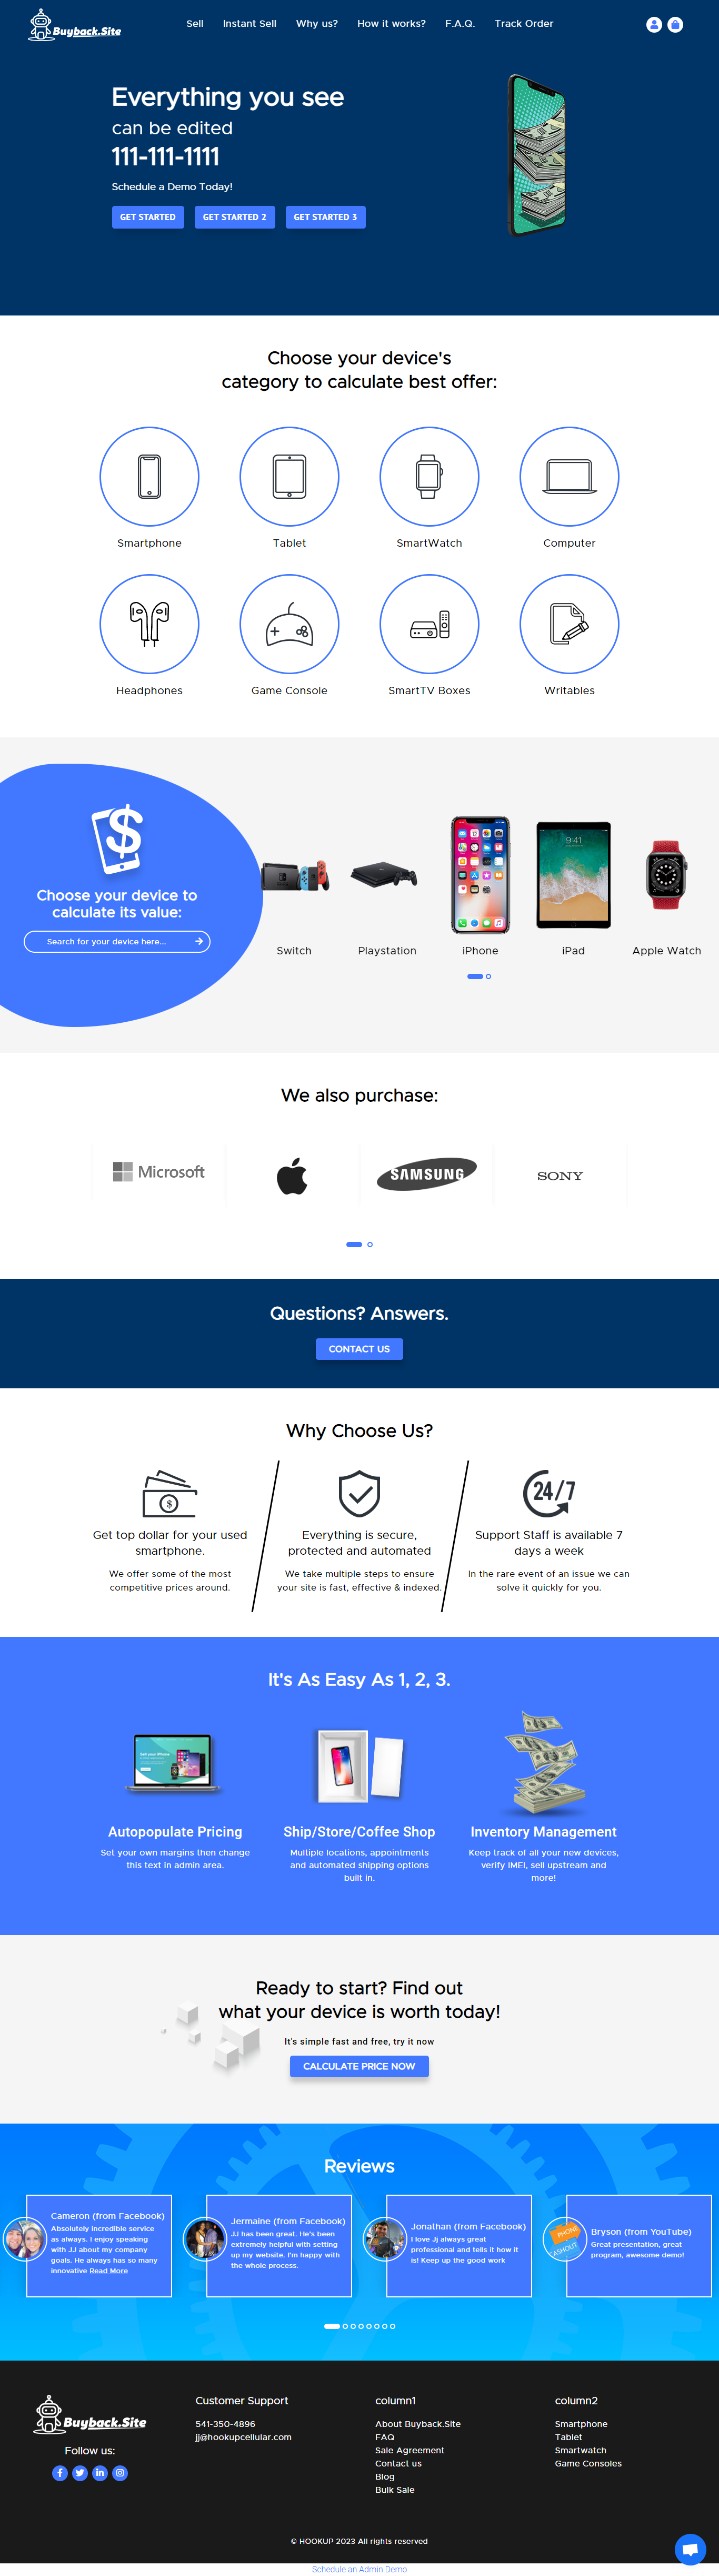 Buyback.Site
Sell
Instant Sell
Why us?
How it works?
F.A.Q.
Track Order
Everything you see
can be edited
111-111-1111
Schedule a Demo Today!
GET STARTED
GET STARTED 2
GET STARTED 3
Choose your device's
category to calculate best offer:
Smartphone
Tablet
SmartWatch
Computer
Headphones
Game Console
SmartTV Boxes
Writables
$
Choose your device to
calculate its value:
Search for your device here...
9:41
Switch
Playstation
iPhone
iPad
Apple Watch
We also purchase:
Microsoft
SAMSUNG
SONY
Questions? Answers.
CONTACT US
Why Choose Us?
$
24/7
Get top dollar for your used
smartphone.
We offer some of the most
competitive prices around.
Everything is secure,
protected and automated
We take multiple steps to ensure
your site is fast, effective & indexed.
Support Staff is available 7
days a week
In the rare event of an issue we can
solve it quickly for you.
It's As Easy As 1, 2, 3.
Sell your iPhone
Autopopulate Pricing
Set your own margins then change
this text in admin area.
Ship/Store/Coffee Shop
Multiple locations, appointments
and automated shipping options
built in.
Inventory Management
Keep track of all your new devices,
verify IMEI, sell upstream and
more!
Ready to start? Find out
what your device is worth today!
It's simple fast and free, try it now
CALCULATE PRICE NOW
Reviews
Cameron (from Facebook)
Absolutely incredible service
as always. I enjoy speaking
with JJ about my company
goals. He always has so many
innovative Read More
Jermaine (from Facebook)
JJ has been great. He's been
extremely helpful with setting
up my website. I'm happy with
the whole process.
Jonathan (from Facebook)
I love Jj always great
professional and tells it how it
is! Keep up the good work
PHONE
CASHOUT
Bryson (from YouTube)
Great presentation, great
program, awesome demo!
Buyback.Site
Follow us:
Customer Support
541-350-4896
jj@hookupcellular.com
column1
About Buyback.Site
FAQ
Sale Agreement
Contact us
Blog
Bulk Sale
column2
Smartphone
Tablet
Smartwatch
Game Consoles
© HOOKUP 2023 All rights reserved
Schedule an Admin Demo